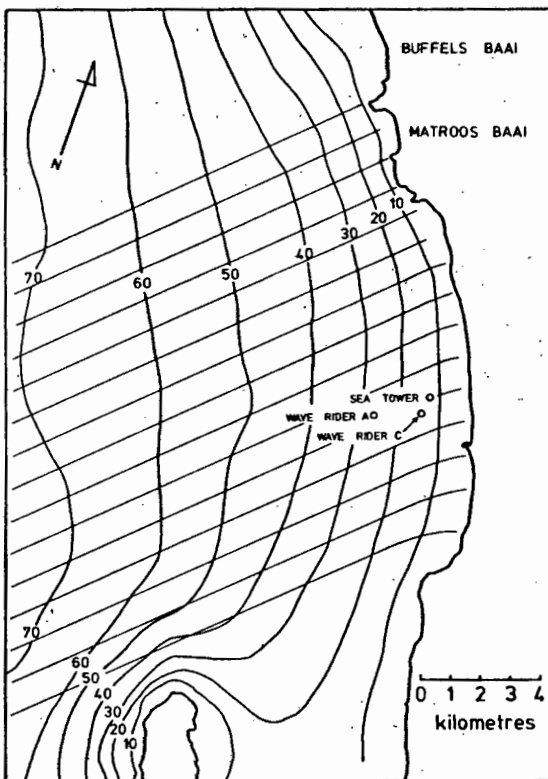 BUFFELS BAAI
MATROOS BAAI
N
10
20
30
40
50
60
70
SEA TOWER
WAVE RIDER A
WAVE RIDER C
70
60
50
40
30
20
10
0 1 2 3 4
kilometres